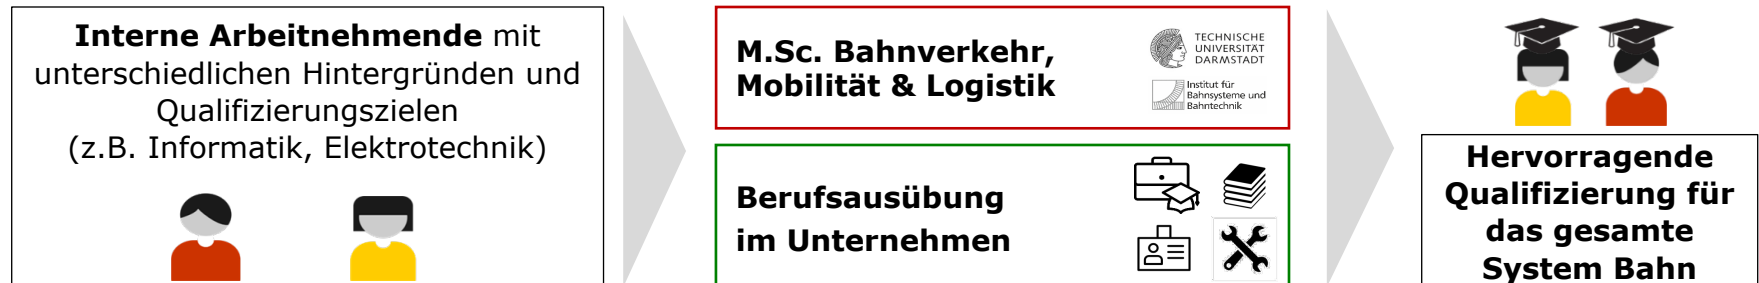 Interne Arbeitnehmende mit
unterschiedlichen Hintergründen und
Qualifizierungszielen
(z.B. Informatik, Elektrotechnik)
M.Sc. Bahnverkehr,
Mobilität & Logistik
TECHNISCHE
UNIVERSITÄT
DARMSTADT
Institut für
Bahnsysteme und
Bahntechnik
Berufsausübung
im Unternehmen
Hervorragende
Qualifizierung für
das gesamte
System Bahn